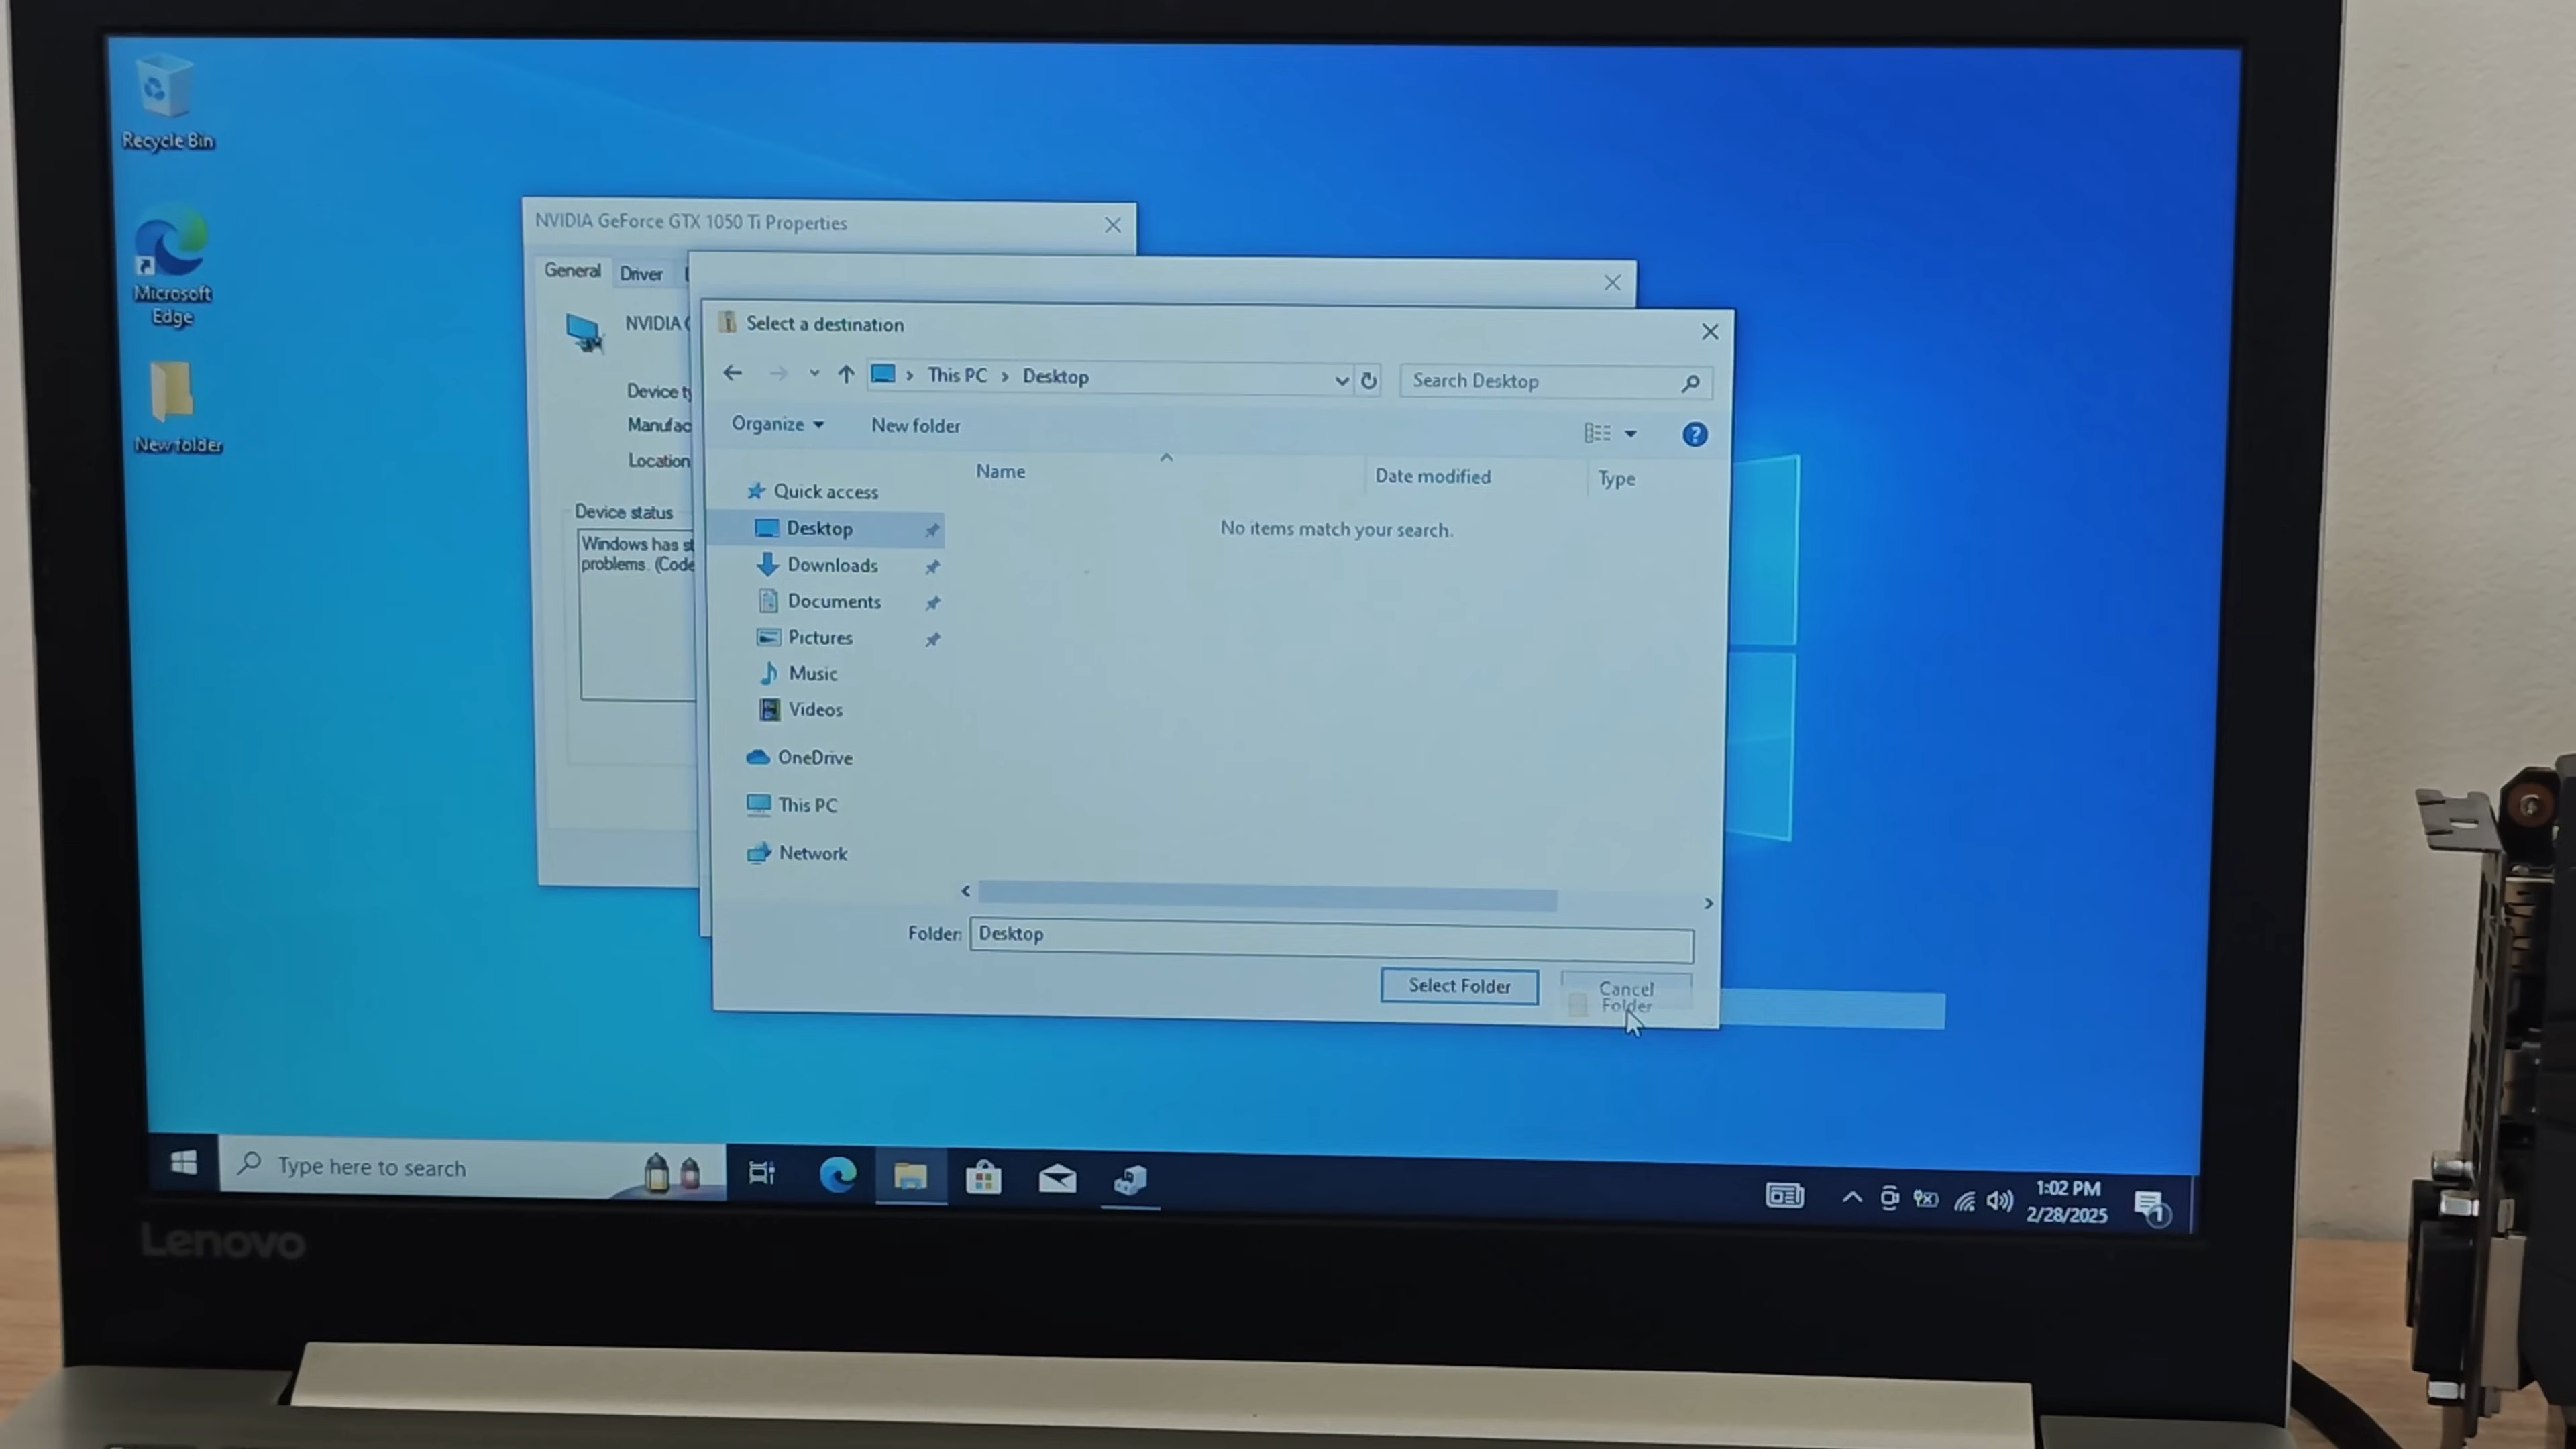 Recycle Bin
Microsoft
Edge
New folder
NVIDIA GeForce GTX 1050 Ti Properties
General
Driver
NVIDIA
Device ty
Manufac
Location
Device status
Windows has st
problems. (Code
Select a destination
This PC
Desktop
Search Desktop
Organize
New folder
Name
Date modified
Type
No items match your search.
Quick access
Desktop
Downloads
Documents
Pictures
Music
Videos
OneDrive
This PC
Network
Folder:
Desktop
Select Folder
Cancel
Folder
Type here to search
1:02 PM
2/28/2025
1
Lenovo